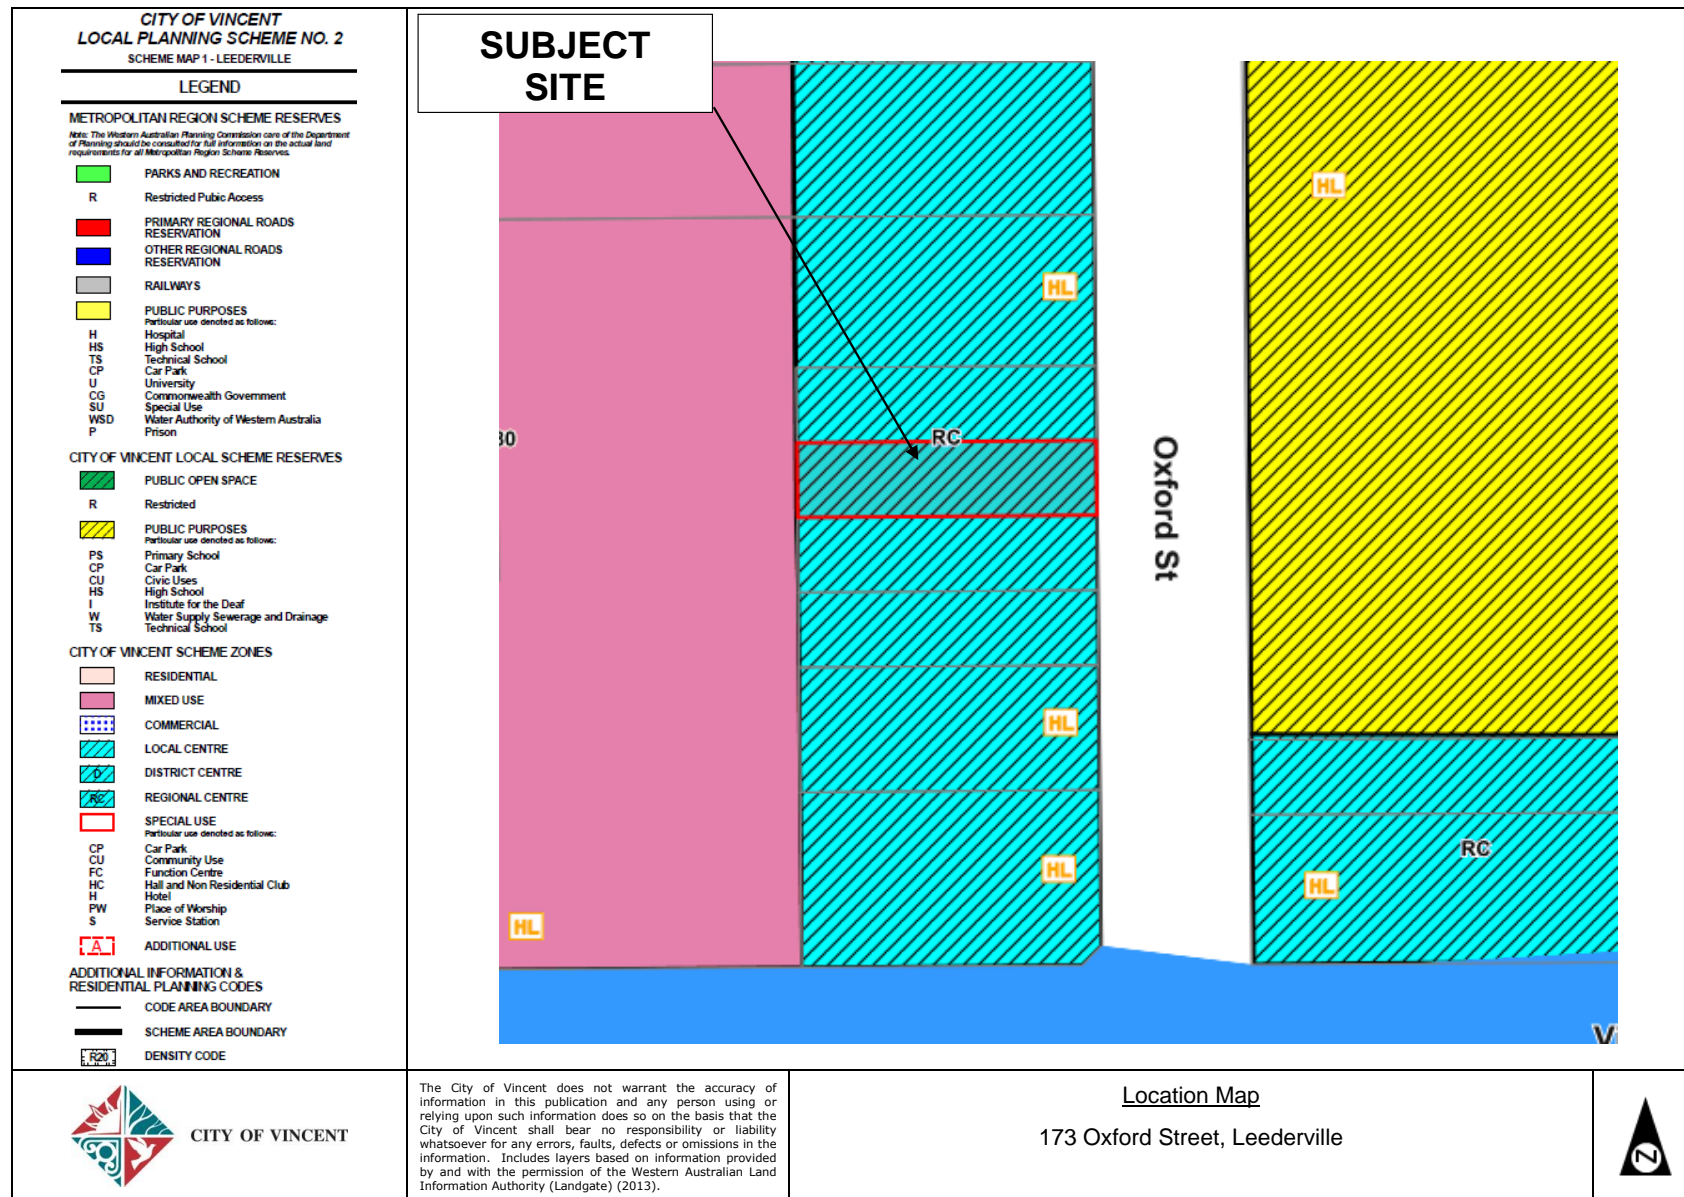 CITY OF VINCENT
LOCAL PLANNING SCHEME NO. 2
SCHEME MAP 1 - LEEDERVILLE
LEGEND
METROPOLITAN REGION SCHEME RESERVES
Note: The Western Australian Planning Commission care of the Department
of Planning should be consulted for full information on the actual land
requirements for all Metropolitan Region Scheme Reserves.
PARKS AND RECREATION
R Restricted Pubic Access
PRIMARY REGIONAL ROADS
RESERVATION
OTHER REGIONAL ROADS
RESERVATION
RAILWAYS
PUBLIC PURPOSES
Particular use denoted as follows:
H Hospital
HS High School
TS Technical School
CP Car Park
U University
CG Commonwealth Government
SU Special Use
WSD Water Authority of Western Australia
P Prison
CITY OF VINCENT LOCAL SCHEME RESERVES
PUBLIC OPEN SPACE
R Restricted
PUBLIC PURPOSES
Particular use denoted as follows:
PS Primary School
CP Car Park
CU Civic Uses
HS High School
I Institute for the Deaf
W Water Supply Sewerage and Drainage
TS Technical School
CITY OF VINCENT SCHEME ZONES
RESIDENTIAL
MIXED USE
COMMERCIAL
LOCAL CENTRE
D DISTRICT CENTRE
RC REGIONAL CENTRE
SPECIAL USE
Particular use denoted as follows:
CP Car Park
CU Community Use
FC Function Centre
HC Hall and Non Residential Club
H Hotel
PW Place of Worship
S Service Station
A ADDITIONAL USE
ADDITIONAL INFORMATION &
RESIDENTIAL PLANNING CODES
CODE AREA BOUNDARY
SCHEME AREA BOUNDARY
R20 DENSITY CODE
SUBJECT
SITE
HL
HL
80
RC
Oxford St
HL
RC
HL
HL
HL
Vi
CITY OF VINCENT
The City of Vincent does not warrant the accuracy of
information in this publication and any person using or
relying upon such information does so on the basis that the
City of Vincent shall bear no responsibility or liability
whatsoever for any errors, faults, defects or omissions in the
information. Includes layers based on information provided
by and with the permission of the Western Australian Land
Information Authority (Landgate) (2013).
Location Map
173 Oxford Street, Leederville
N